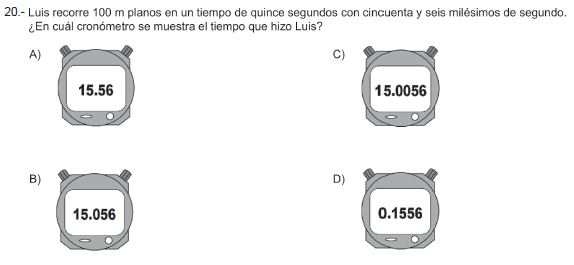 20.- Luis recorre 100 m planos en un tiempo de quince segundos con cincuenta y seis milésimos de segundo.
¿En cuál cronómetro se muestra el tiempo que hizo Luis?
A)
15.56
C)
15.0056
B)
15.056
D)
0.1556